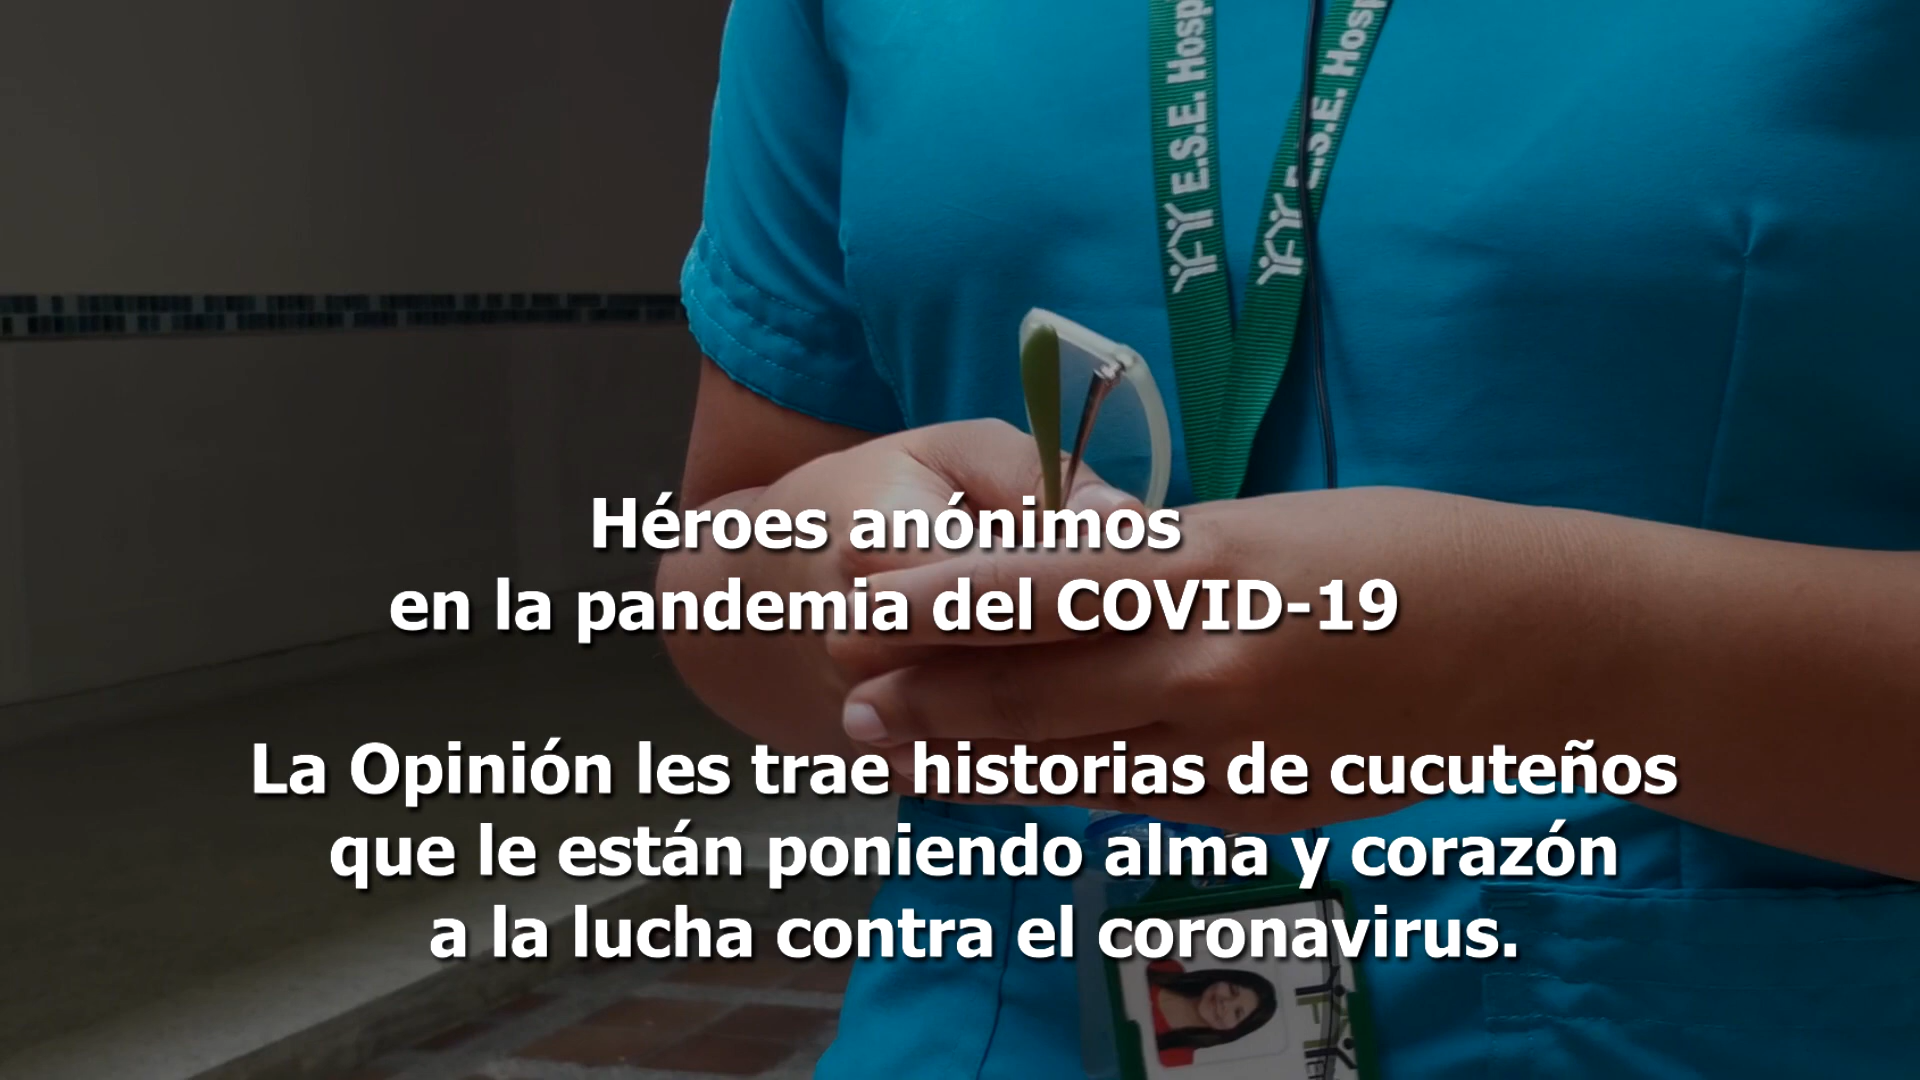 E.S.E. Hosp
E.S.E. Hosp
Héroes anónimos
en la pandemia del COVID-19
La Opinión les trae historias de cucuteños
que le están poniendo alma y corazón
a la lucha contra el coronavirus.